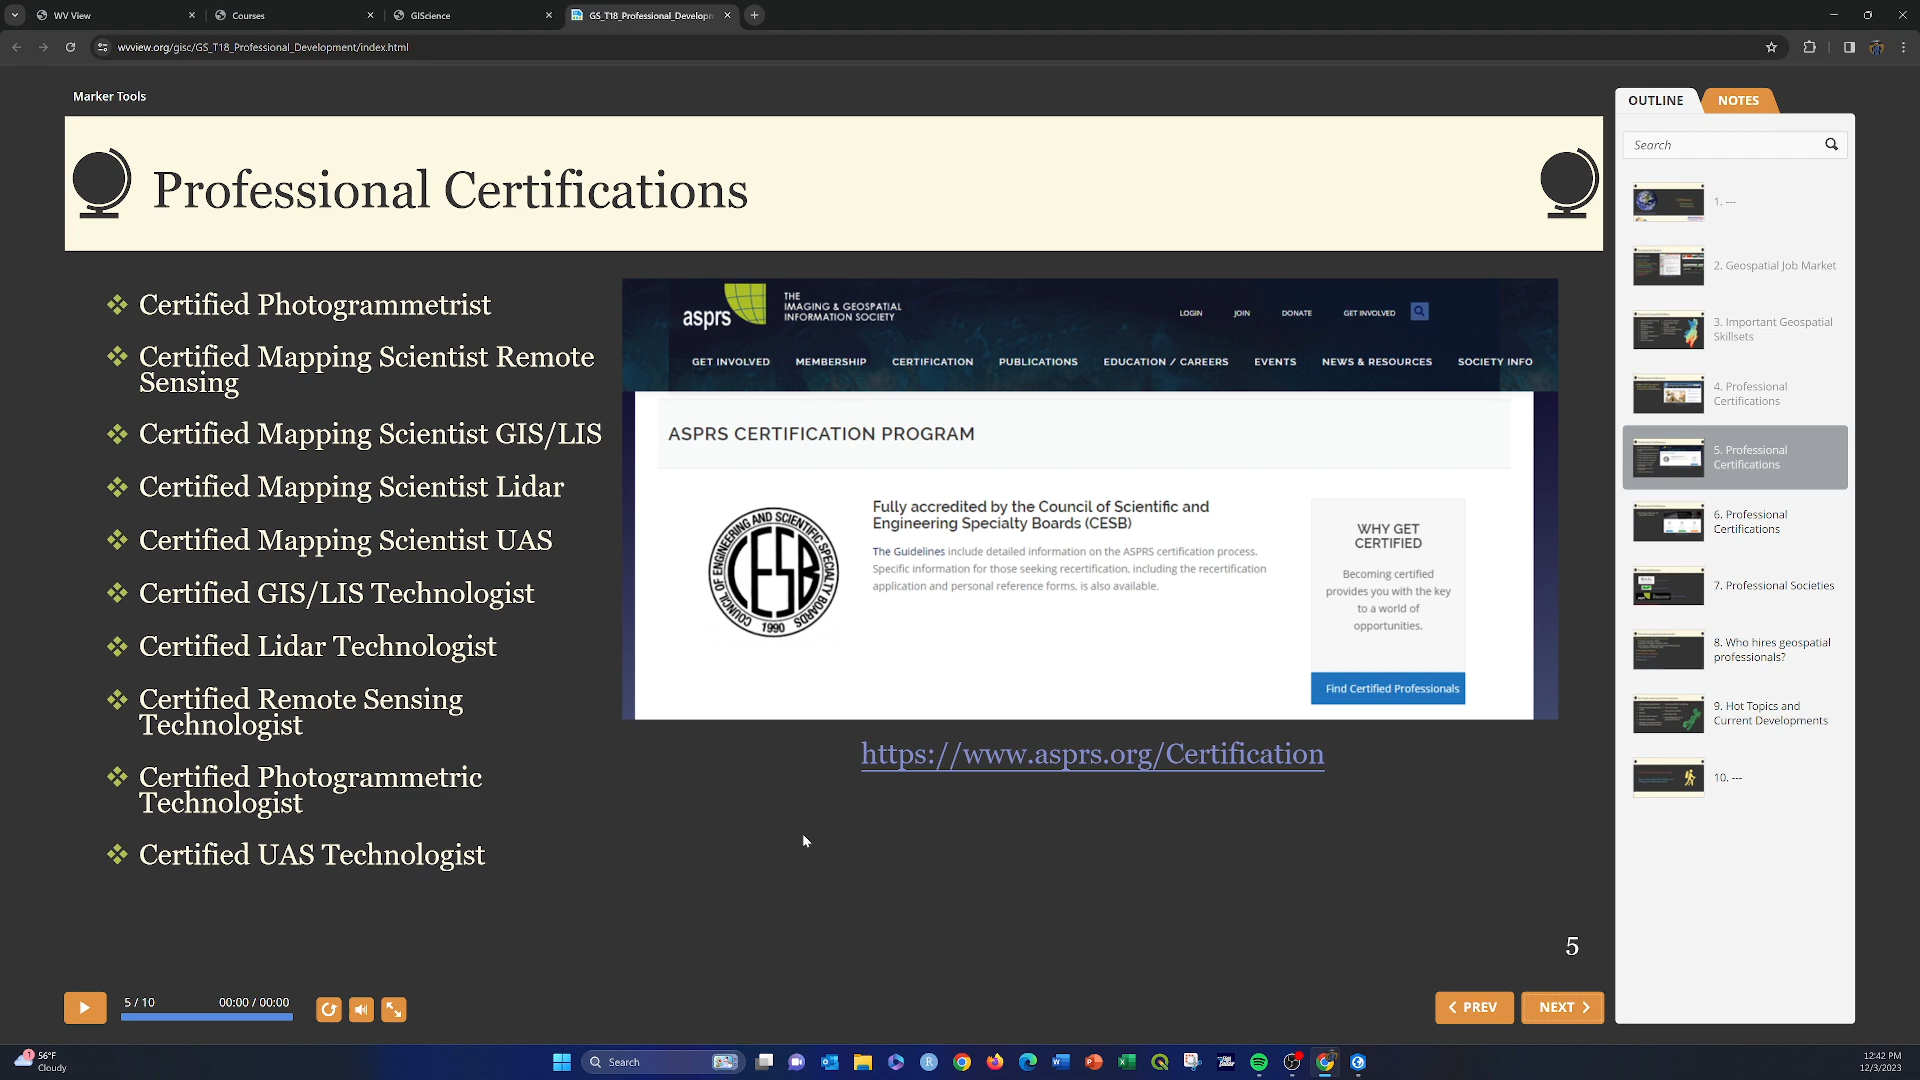 WV View
Courses
GIScience
GS_T18_Professional_Developm
wvview.org/gisc/GS_T18_Professional_Development/index.html
Marker Tools
Professional Certifications
Certified Photogrammetrist
Certified Mapping Scientist Remote
Sensing
Certified Mapping Scientist GIS/LIS
Certified Mapping Scientist Lidar
Certified Mapping Scientist UAS
Certified GIS/LIS Technologist
Certified Lidar Technologist
Certified Remote Sensing
Technologist
Certified Photogrammetric
Technologist
Certified UAS Technologist
asprs
THE
IMAGING & GEOSPATIAL
INFORMATION SOCIETY
LOGIN JOIN DONATE GET INVOLVED
GET INVOLVED MEMBERSHIP CERTIFICATION PUBLICATIONS EDUCATION / CAREERS EVENTS NEWS & RESOURCES SOCIETY INFO
ASPRS CERTIFICATION PROGRAM
COUNCIL OF ENGINEERING AND SCIENTIFIC SPECIALTY BOARDS
CESB
1990
Fully accredited by the Council of Scientific and
Engineering Specialty Boards (CESB)
The Guidelines include detailed information on the ASPRS certification process.
Specific information for those seeking recertification, including the recertification
application and personal reference forms, is also available.
WHY GET
CERTIFIED
Becoming certified
provides you with the key
to a world of
opportunities.
Find Certified Professionals
https://www.asprs.org/Certification
5
5 / 10
00:00 / 00:00
PREV
NEXT
OUTLINE
NOTES
Search
1. ---
2. Geospatial Job Market
3. Important Geospatial
Skillsets
4. Professional
Certifications
5. Professional
Certifications
6. Professional
Certifications
7. Professional Societies
8. Who hires geospatial
professionals?
9. Hot Topics and
Current Developments
10. ---
1
56°F
Cloudy
Search
12:42 PM
12/3/2023